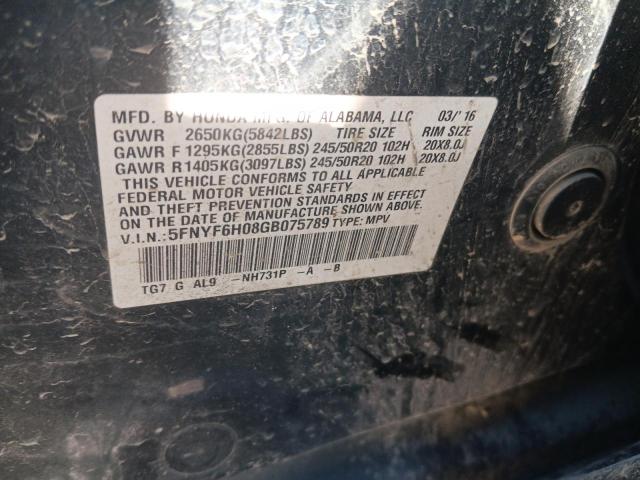 MFD. BY HONDA MFG. OF ALABAMA, LLC 03/'16
GVWR 2650KG(5842LBS) TIRE SIZE RIM SIZE
GAWR F 1295KG(2855LBS) 245/50R20 102H 20X8.0J
GAWR R1405KG(3097LBS) 245/50R20 102H 20X8.0J
THIS VEHICLE CONFORMS TO ALL APPLICABLE
FEDERAL MOTOR VEHICLE SAFETY
AND THEFT PREVENTION STANDARDS IN EFFECT
ON THE DATE OF MANUFACTURE SHOWN ABOVE.
V.I.N.: 5FNYF6H08GB075789 TYPE: MPV
TG7 G AL9 -NH731P -A -B